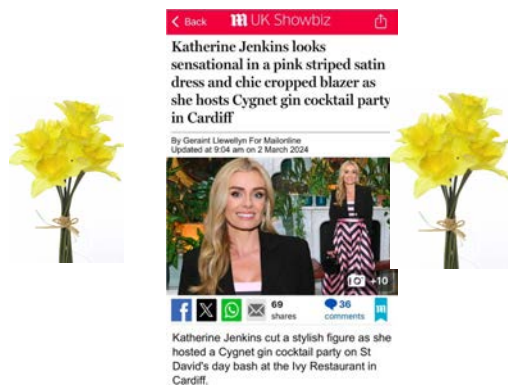 Back UK Showbiz
Katherine Jenkins looks
sensational in a pink striped satin
dress and chic cropped blazer as
she hosts Cygnet gin cocktail party
in Cardiff
By Geraint Llewellyn For Mailonline
Updated at 9:04 am on 2 March 2024
+10
69 36
shares comments
Katherine Jenkins cut a stylish figure as she
hosted a Cygnet gin cocktail party on St
David's day bash at the Ivy Restaurant in
Cardiff.